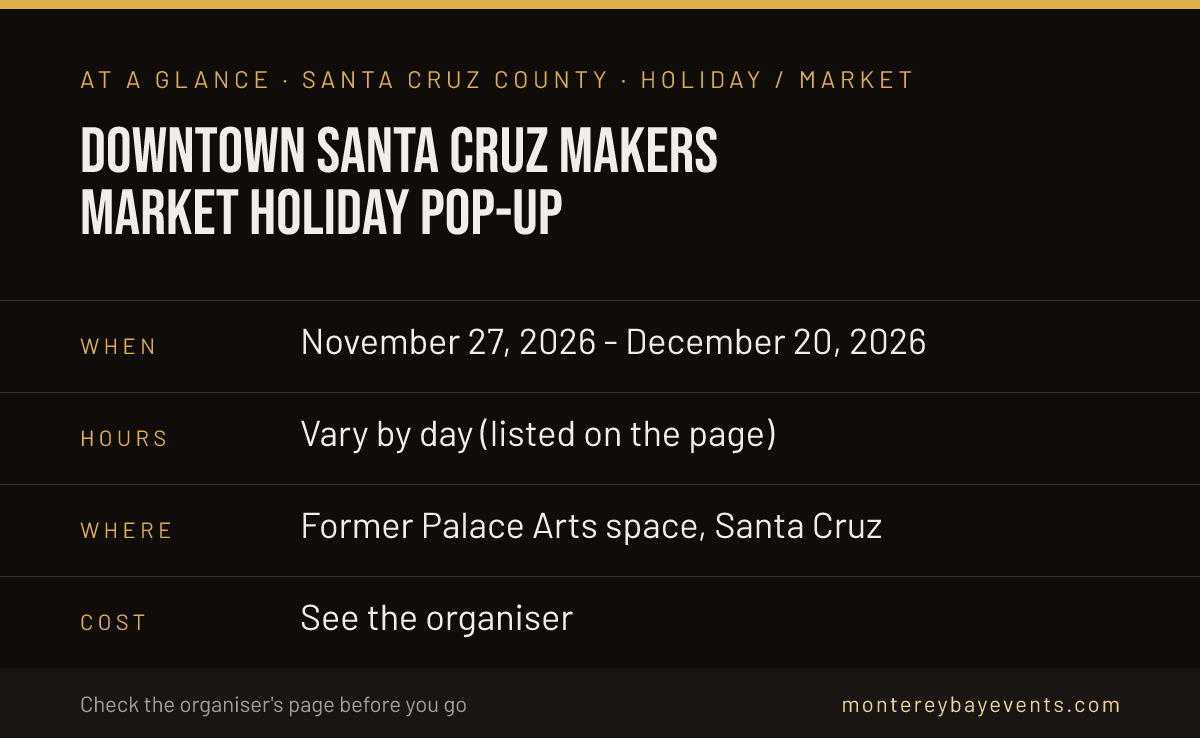 AT A GLANCE · SANTA CRUZ COUNTY · HOLIDAY / MARKET
DOWNTOWN SANTA CRUZ MAKERS
MARKET HOLIDAY POP-UP
WHEN November 27, 2026 – December 20, 2026
HOURS Vary by day (listed on the page)
WHERE Former Palace Arts space, Santa Cruz
COST See the organiser
Check the organiser's page before you go montereybayevents.com